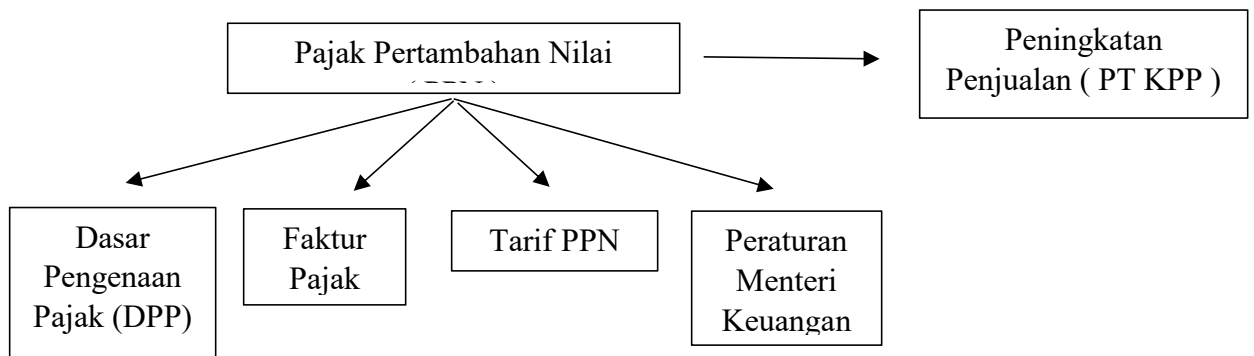 Pajak Pertambahan Nilai
Peningkatan
Penjualan ( PT KPP )
Dasar
Pengenaan
Pajak (DPP)
Faktur
Pajak
Tarif PPN
Peraturan
Menteri
Keuangan